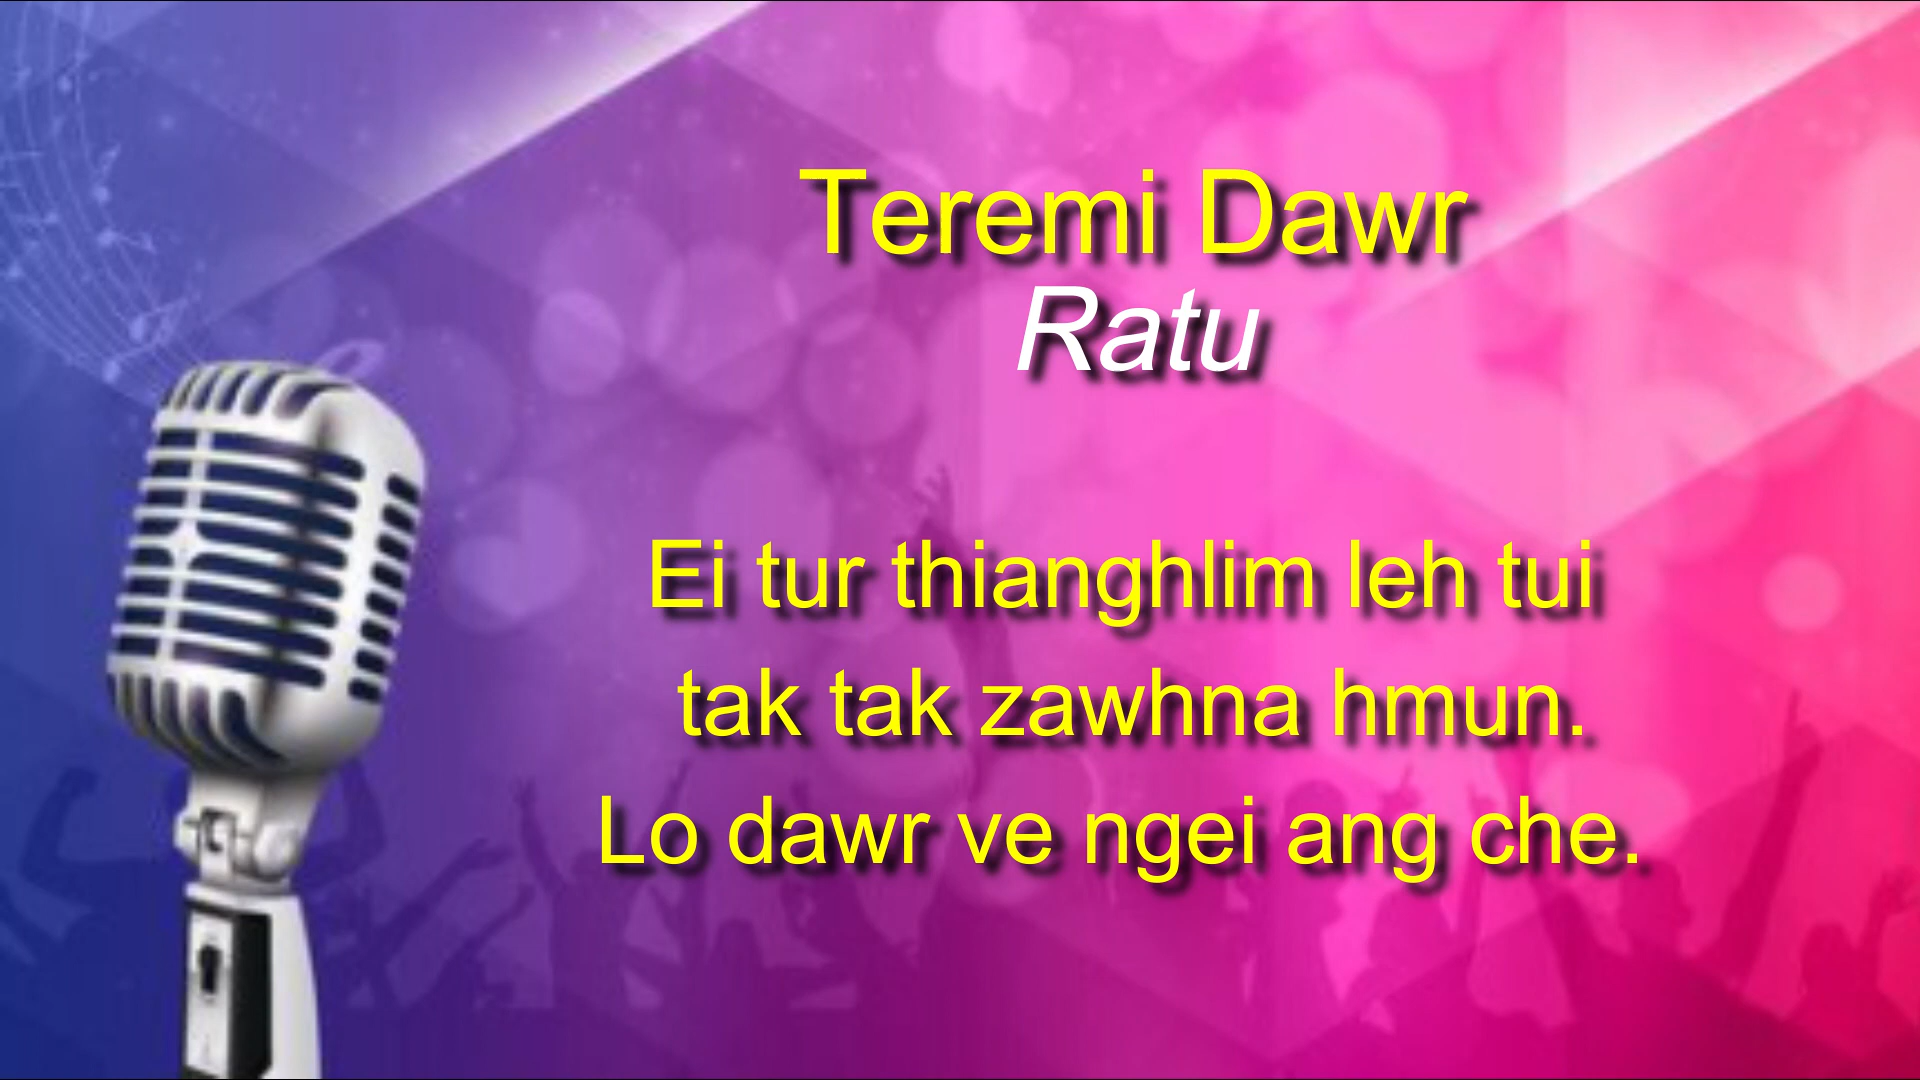 Teremi Dawr
Ratu
Ei tur thianghlim leh tui
tak tak zawhna hmun.
Lo dawr ve ngei ang che.